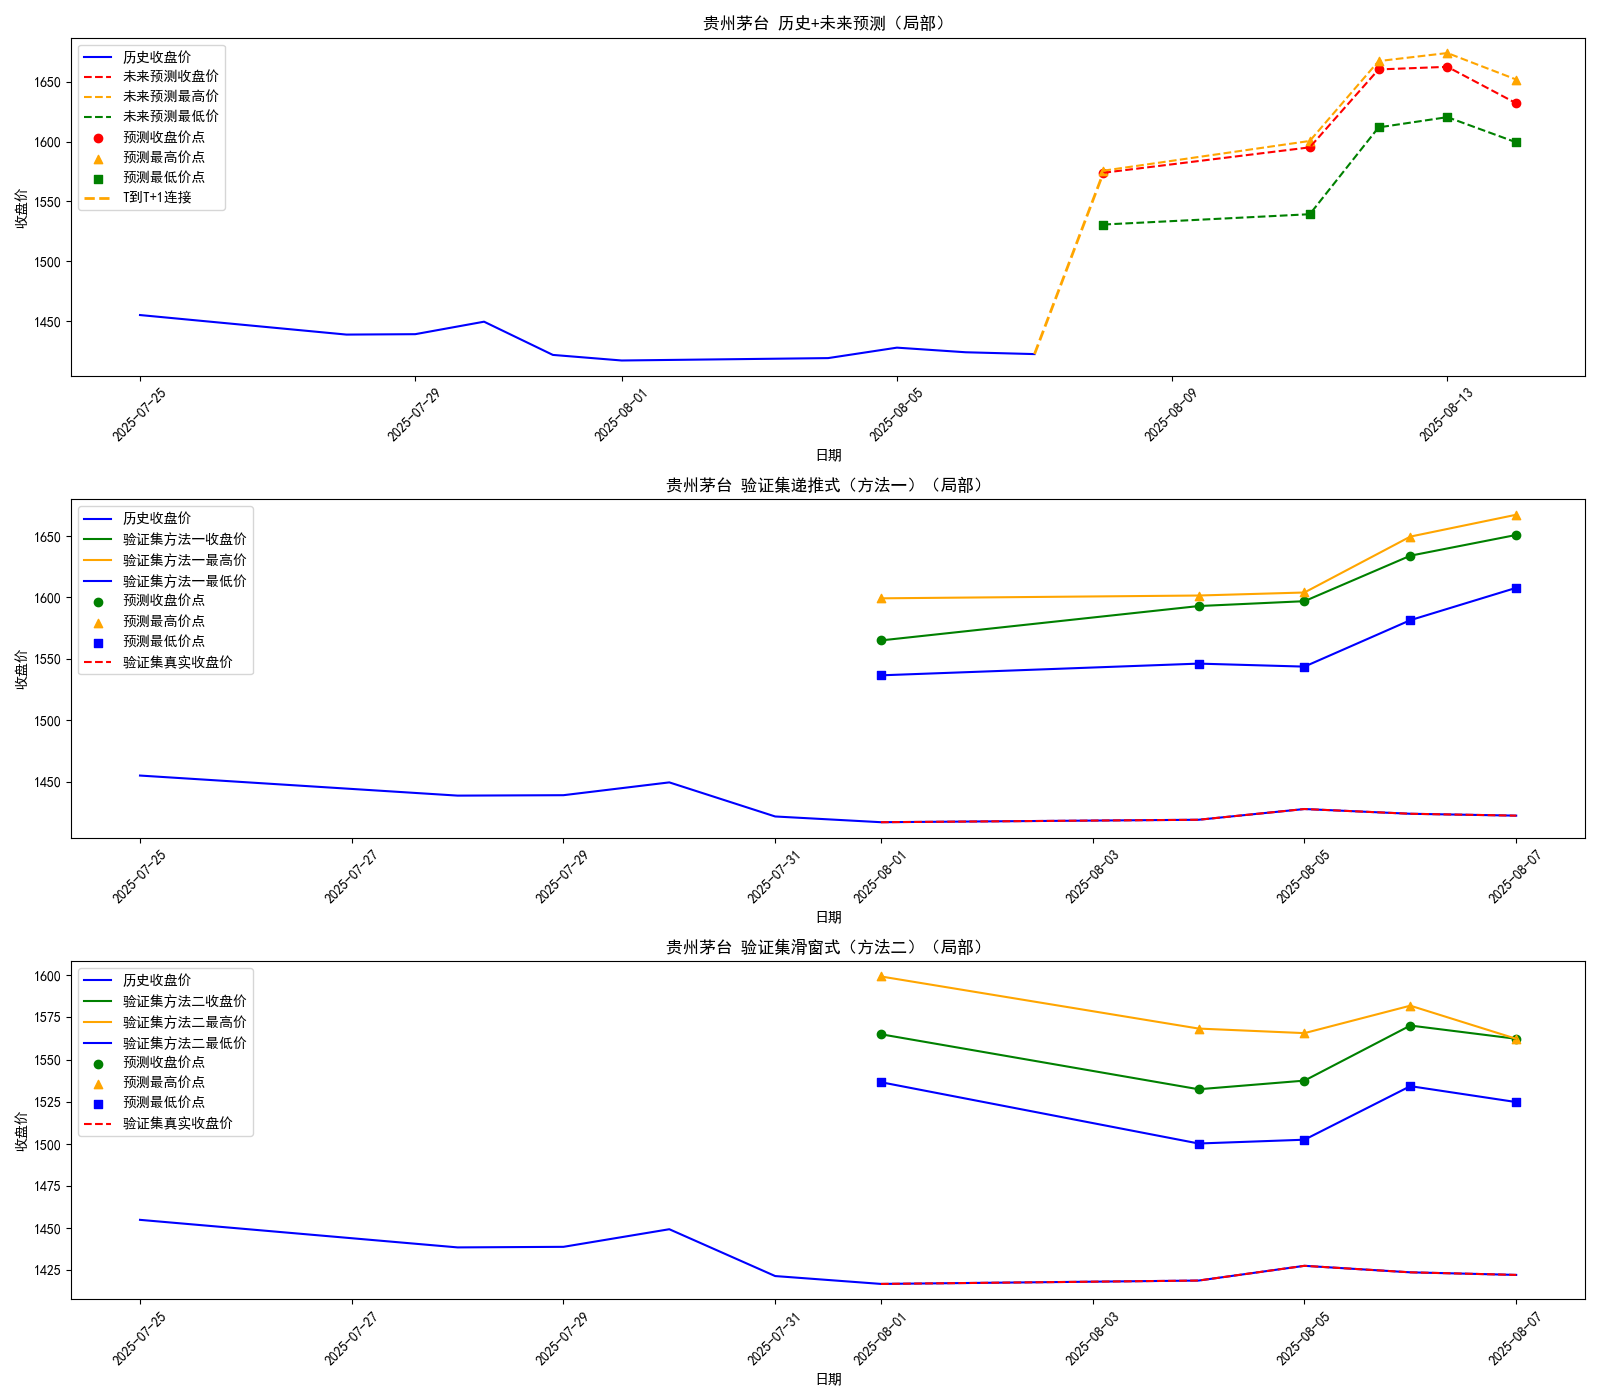 贵州茅台 历史+未来预测（局部）
历史收盘价
未来预测收盘价
未来预测最高价
未来预测最低价
预测收盘价点
预测最高价点
预测最低价点
T到T+1连接
收盘价
1650
1600
1550
1500
1450
2025-07-25
2025-07-29
2025-08-01
2025-08-05
2025-08-09
2025-08-13
日期
贵州茅台 验证集递推式（方法一）（局部）
历史收盘价
验证集方法一收盘价
验证集方法一最高价
验证集方法一最低价
预测收盘价点
预测最高价点
预测最低价点
验证集真实收盘价
收盘价
1650
1600
1550
1500
1450
2025-07-25
2025-07-27
2025-07-29
2025-07-31
2025-08-01
2025-08-03
2025-08-05
2025-08-07
日期
贵州茅台 验证集滑窗式（方法二）（局部）
历史收盘价
验证集方法二收盘价
验证集方法二最高价
验证集方法二最低价
预测收盘价点
预测最高价点
预测最低价点
验证集真实收盘价
收盘价
1600
1575
1550
1525
1500
1475
1450
1425
2025-07-25
2025-07-27
2025-07-29
2025-07-31
2025-08-01
2025-08-03
2025-08-05
2025-08-07
日期